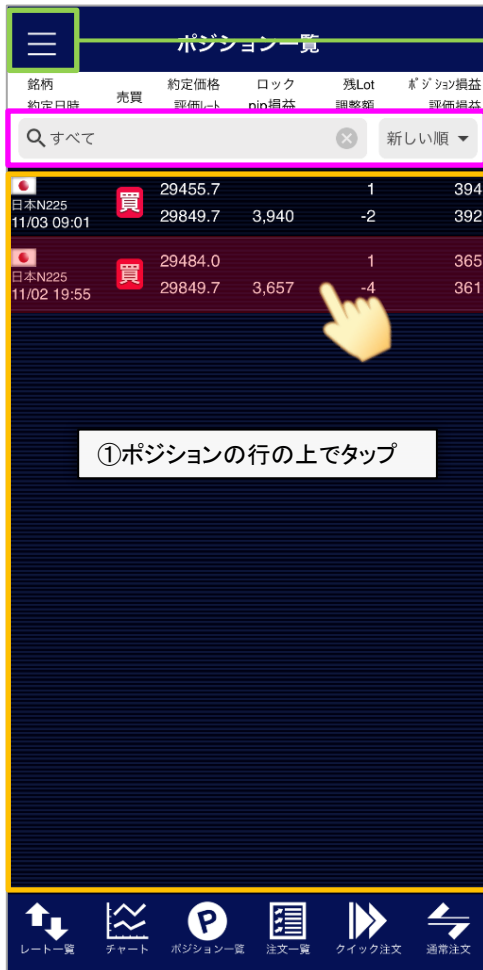 ポジション一覧
銘柄 売買 約定価格 ロック 残Lot ポジション損益
約定日時 評価レート pip損益 調整額 評価損益
すべて 新しい順
29455.7 1 394
日本N225 買
11/03 09:01 29849.7 3,940 -2 392
29484.0 1 365
日本N225 買
11/02 19:55 29849.7 3,657 -4 361
①ポジションの行の上でタップ
レート一覧 チャート ポジション一覧 注文一覧 クイック注文 通常注文